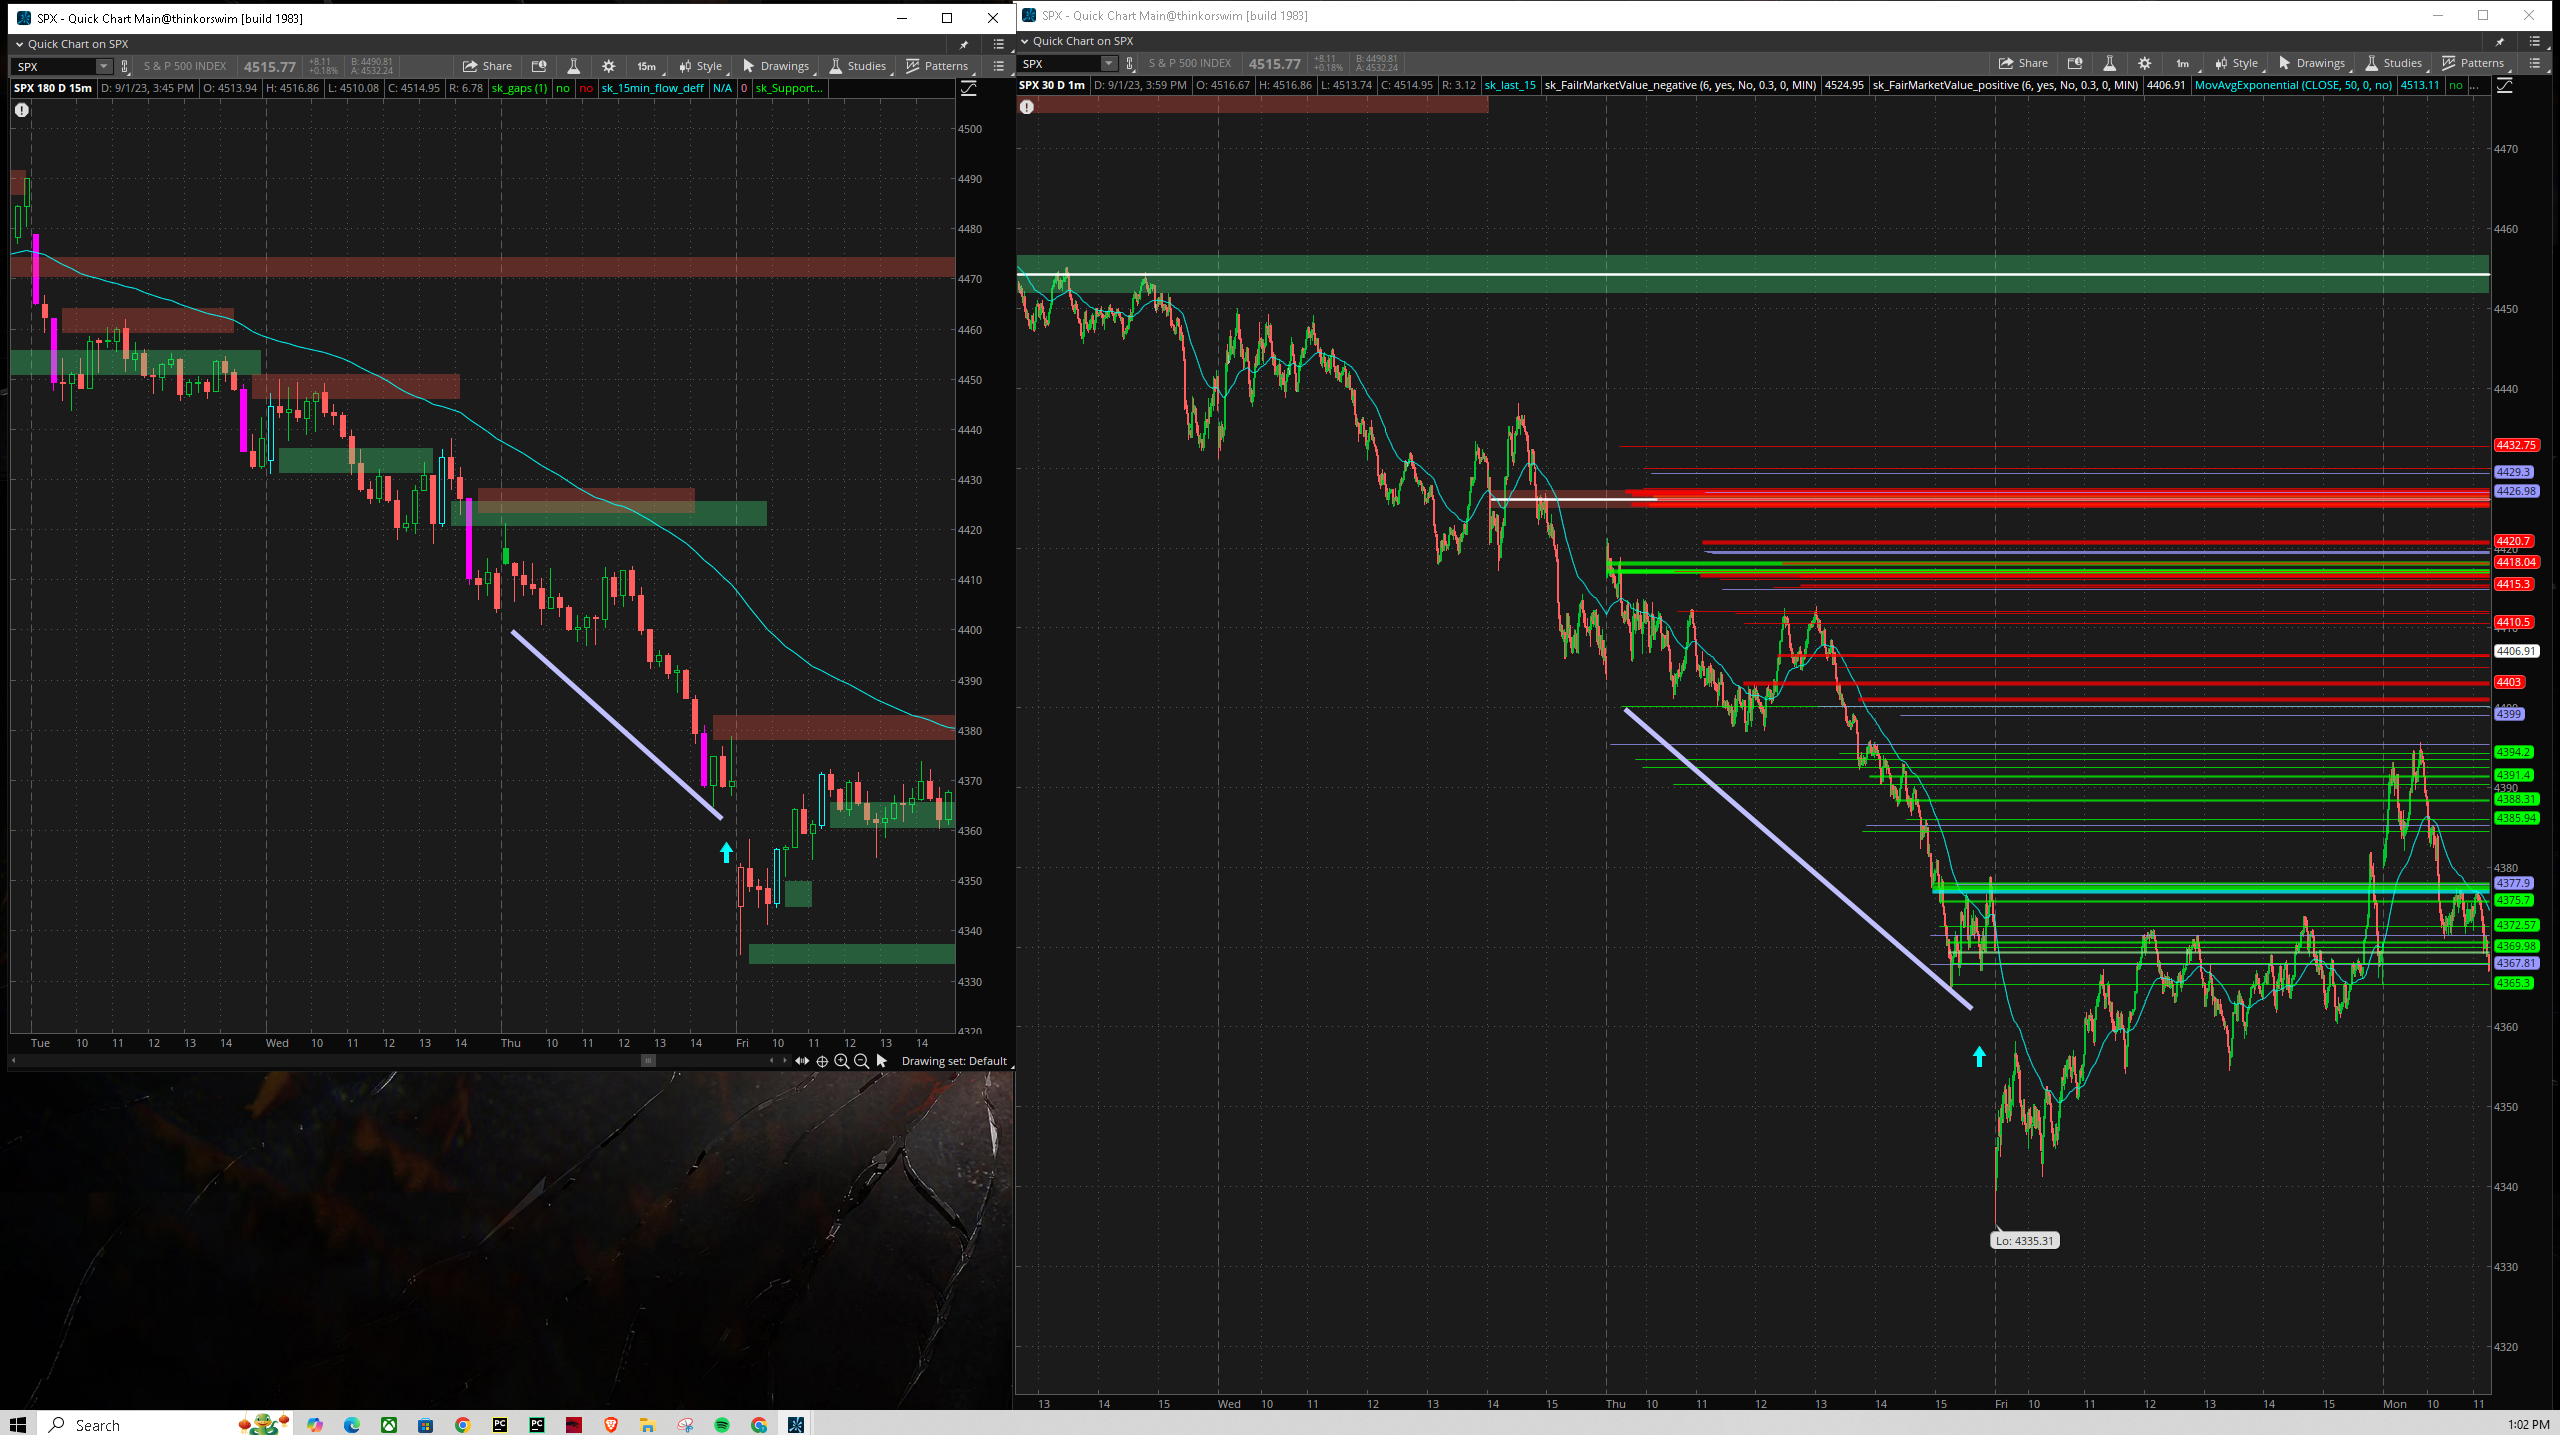 SPX - Quick Chart Main@thinkorswim [build 1983]
Quick Chart on SPX
SPX
S & P 500 INDEX
4515.77
+8.11
+0.18%
B: 4490.81
A: 4532.24
Share
15m
Style
Drawings
Studies
Patterns
SPX 180 D 15m
D: 9/1/23, 3:45 PM
O: 4513.94
H: 4516.86
L: 4510.08
C: 4514.95
R: 6.78
sk_gaps (1)
no
no
sk_15min_flow_deff
N/A
0
sk_Support...
4500
4490
4480
4470
4460
4450
4440
4430
4420
4410
4400
4390
4380
4370
4360
4350
4340
4330
4320
Tue 10 11 12 13 14 Wed 10 11 12 13 14 Thu 10 11 12 13 14 Fri 10 11 12 13 14
Drawing set: Default
SPX - Quick Chart Main@thinkorswim [build 1983]
Quick Chart on SPX
SPX
S & P 500 INDEX
4515.77
+8.11
+0.18%
B: 4490.81
A: 4532.24
Share
1m
Style
Drawings
Studies
Patterns
SPX 30 D 1m
D: 9/1/23, 3:59 PM
O: 4516.67
H: 4516.86
L: 4513.74
C: 4514.95
R: 3.12
sk_last_15
sk_FailrMarketValue_negative (6, yes, No, 0.3, 0, MIN)
4524.95
sk_FairMarketValue_positive (6, yes, No, 0.3, 0, MIN)
4406.91
MovAvgExponential (CLOSE, 50, 0, no)
4513.11
no
...
4470
4460
4450
4440
4432.75
4429.3
4426.98
4420.7
4420
4418.04
4415.3
4410.5
4406.91
4403
4399
4394.2
4391.4
4390
4388.31
4385.94
4380
4377.9
4375.7
4372.57
4369.98
4367.81
4365.3
4360
4350
4340
4330
4320
Lo: 4335.31
13 14 15 Wed 10 11 12 13 14 15 Thu 10 11 12 13 14 15 Fri 10 11 12 13 14 15 Mon 10 11
Search
PC
PC
1:02 PM